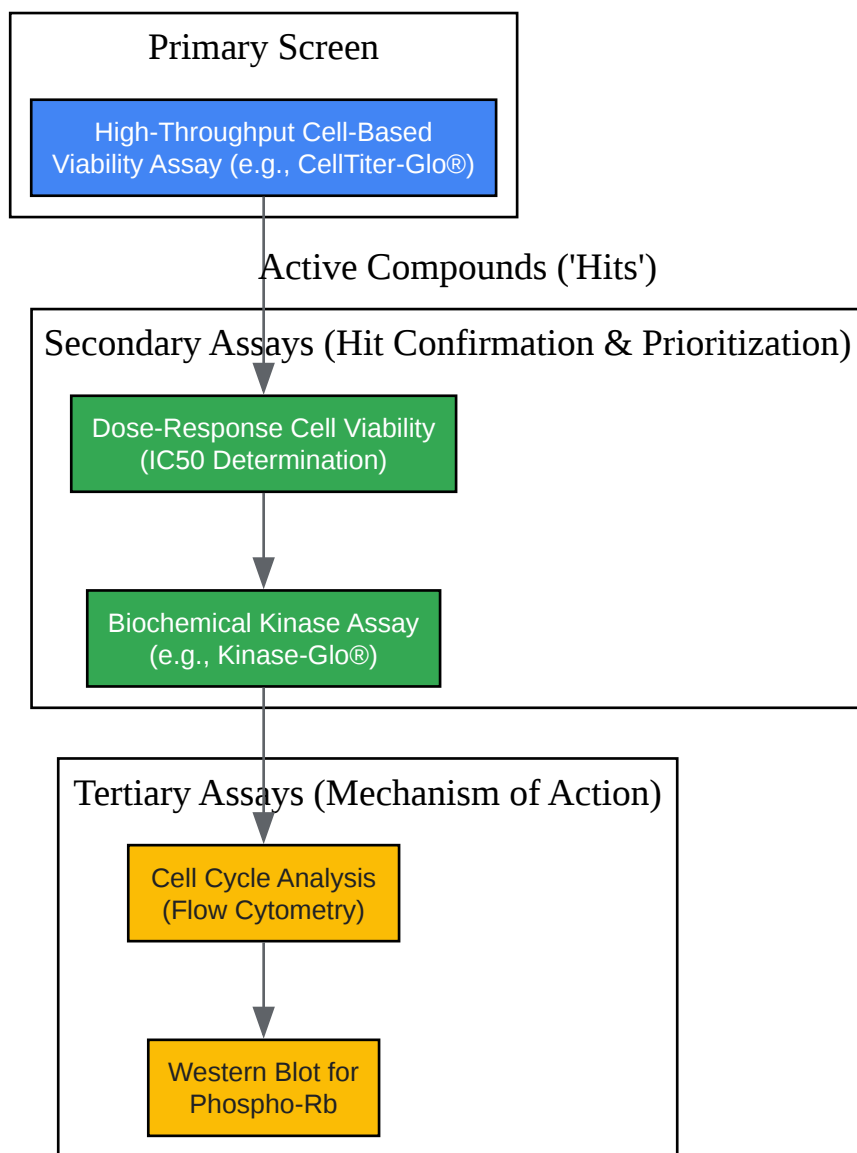 Primary Screen
High-Throughput Cell-Based
Viability Assay (e.g., CellTiter-Glo®)
Active Compounds ('Hits')
Secondary Assays (Hit Confirmation & Prioritization)
Dose-Response Cell Viability
(IC50 Determination)
Biochemical Kinase Assay
(e.g., Kinase-Glo®)
Tertiary Assays (Mechanism of Action)
Cell Cycle Analysis
(Flow Cytometry)
Western Blot for
Phospho-Rb